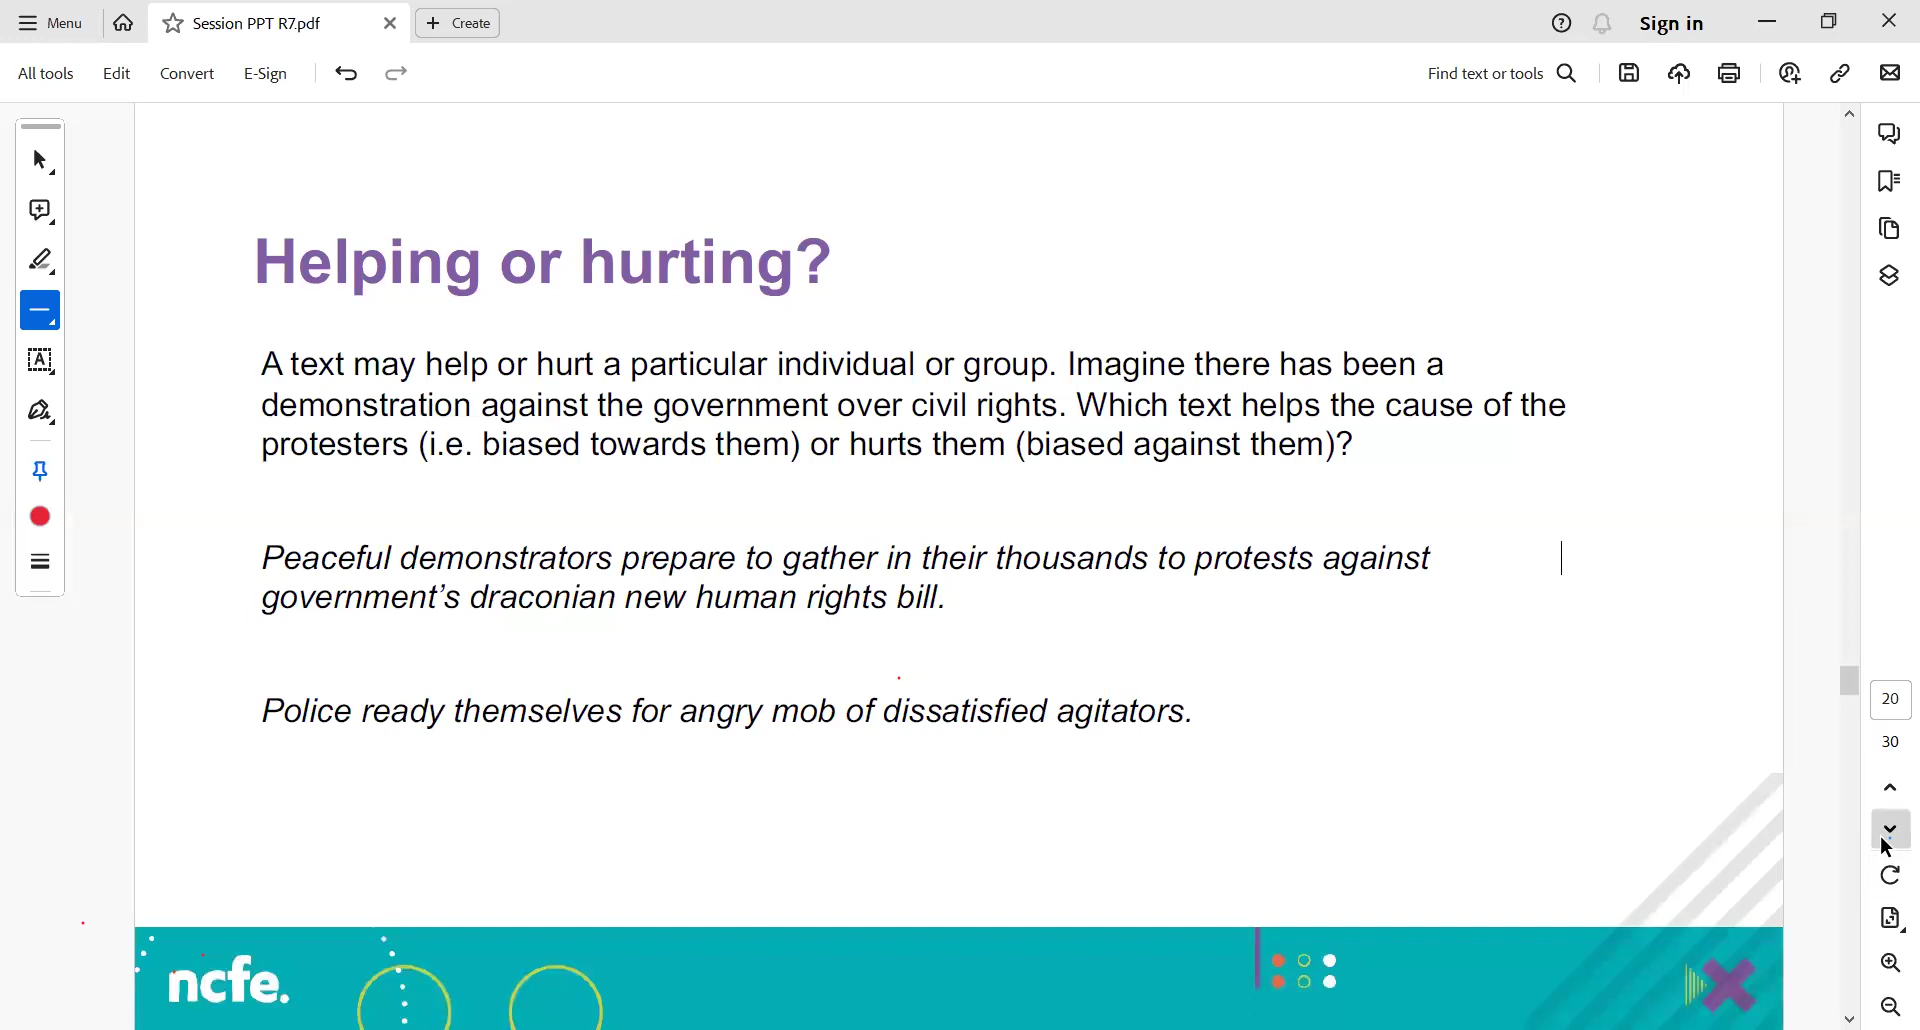 Menu
Session PPT R7.pdf
Create
Sign in
All tools
Edit
Convert
E-Sign
Find text or tools
Helping or hurting?
A text may help or hurt a particular individual or group. Imagine there has been a
demonstration against the government over civil rights. Which text helps the cause of the
protesters (i.e. biased towards them) or hurts them (biased against them)?
Peaceful demonstrators prepare to gather in their thousands to protests against
government’s draconian new human rights bill.
Police ready themselves for angry mob of dissatisfied agitators.
20
30
ncfe.